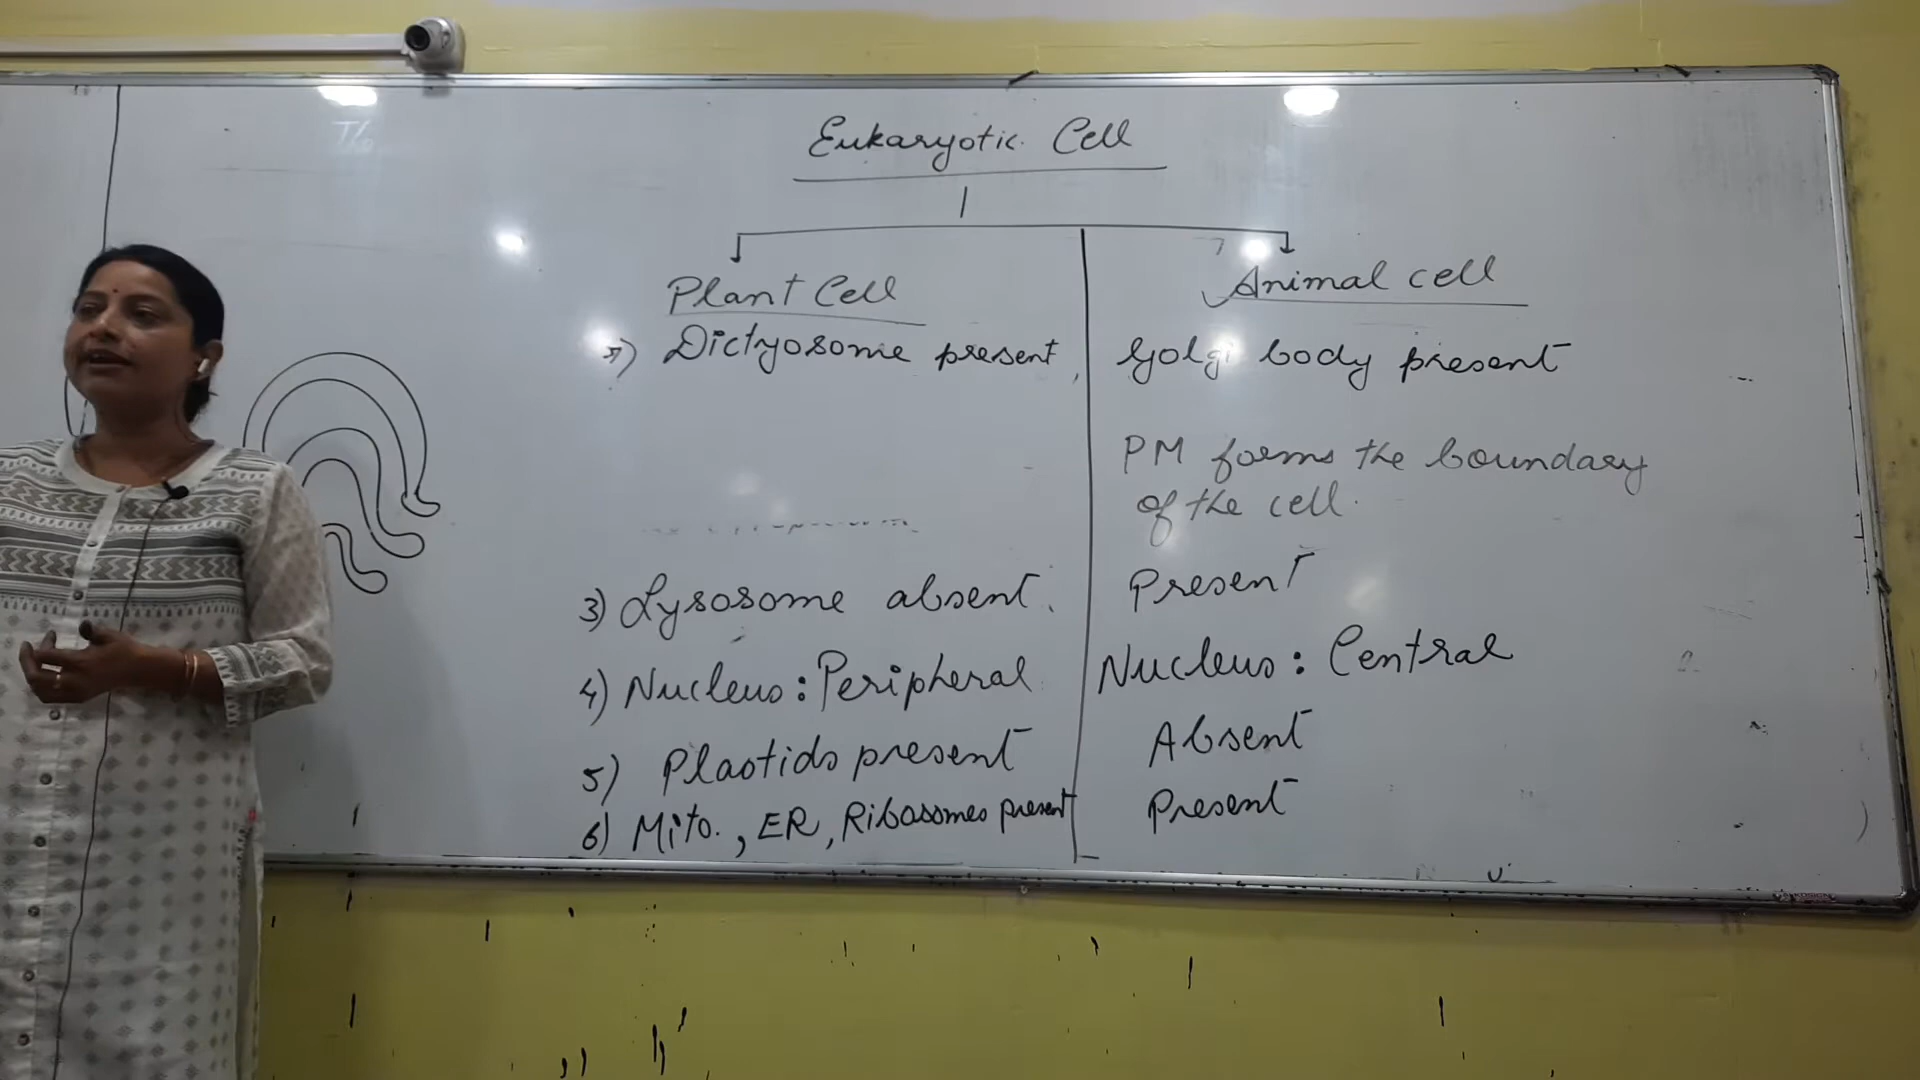 Eukaryotic Cell
Plant Cell
Animal cell
7) Dictyosome present
Golgi body present
PM forms the boundary
of the cell.
3) Lysosome absent.
Present
4) Nucleus : Peripheral
Nucleus : Central
5) Plastids present
Absent
6) Mito., ER, Ribosomes present
Present